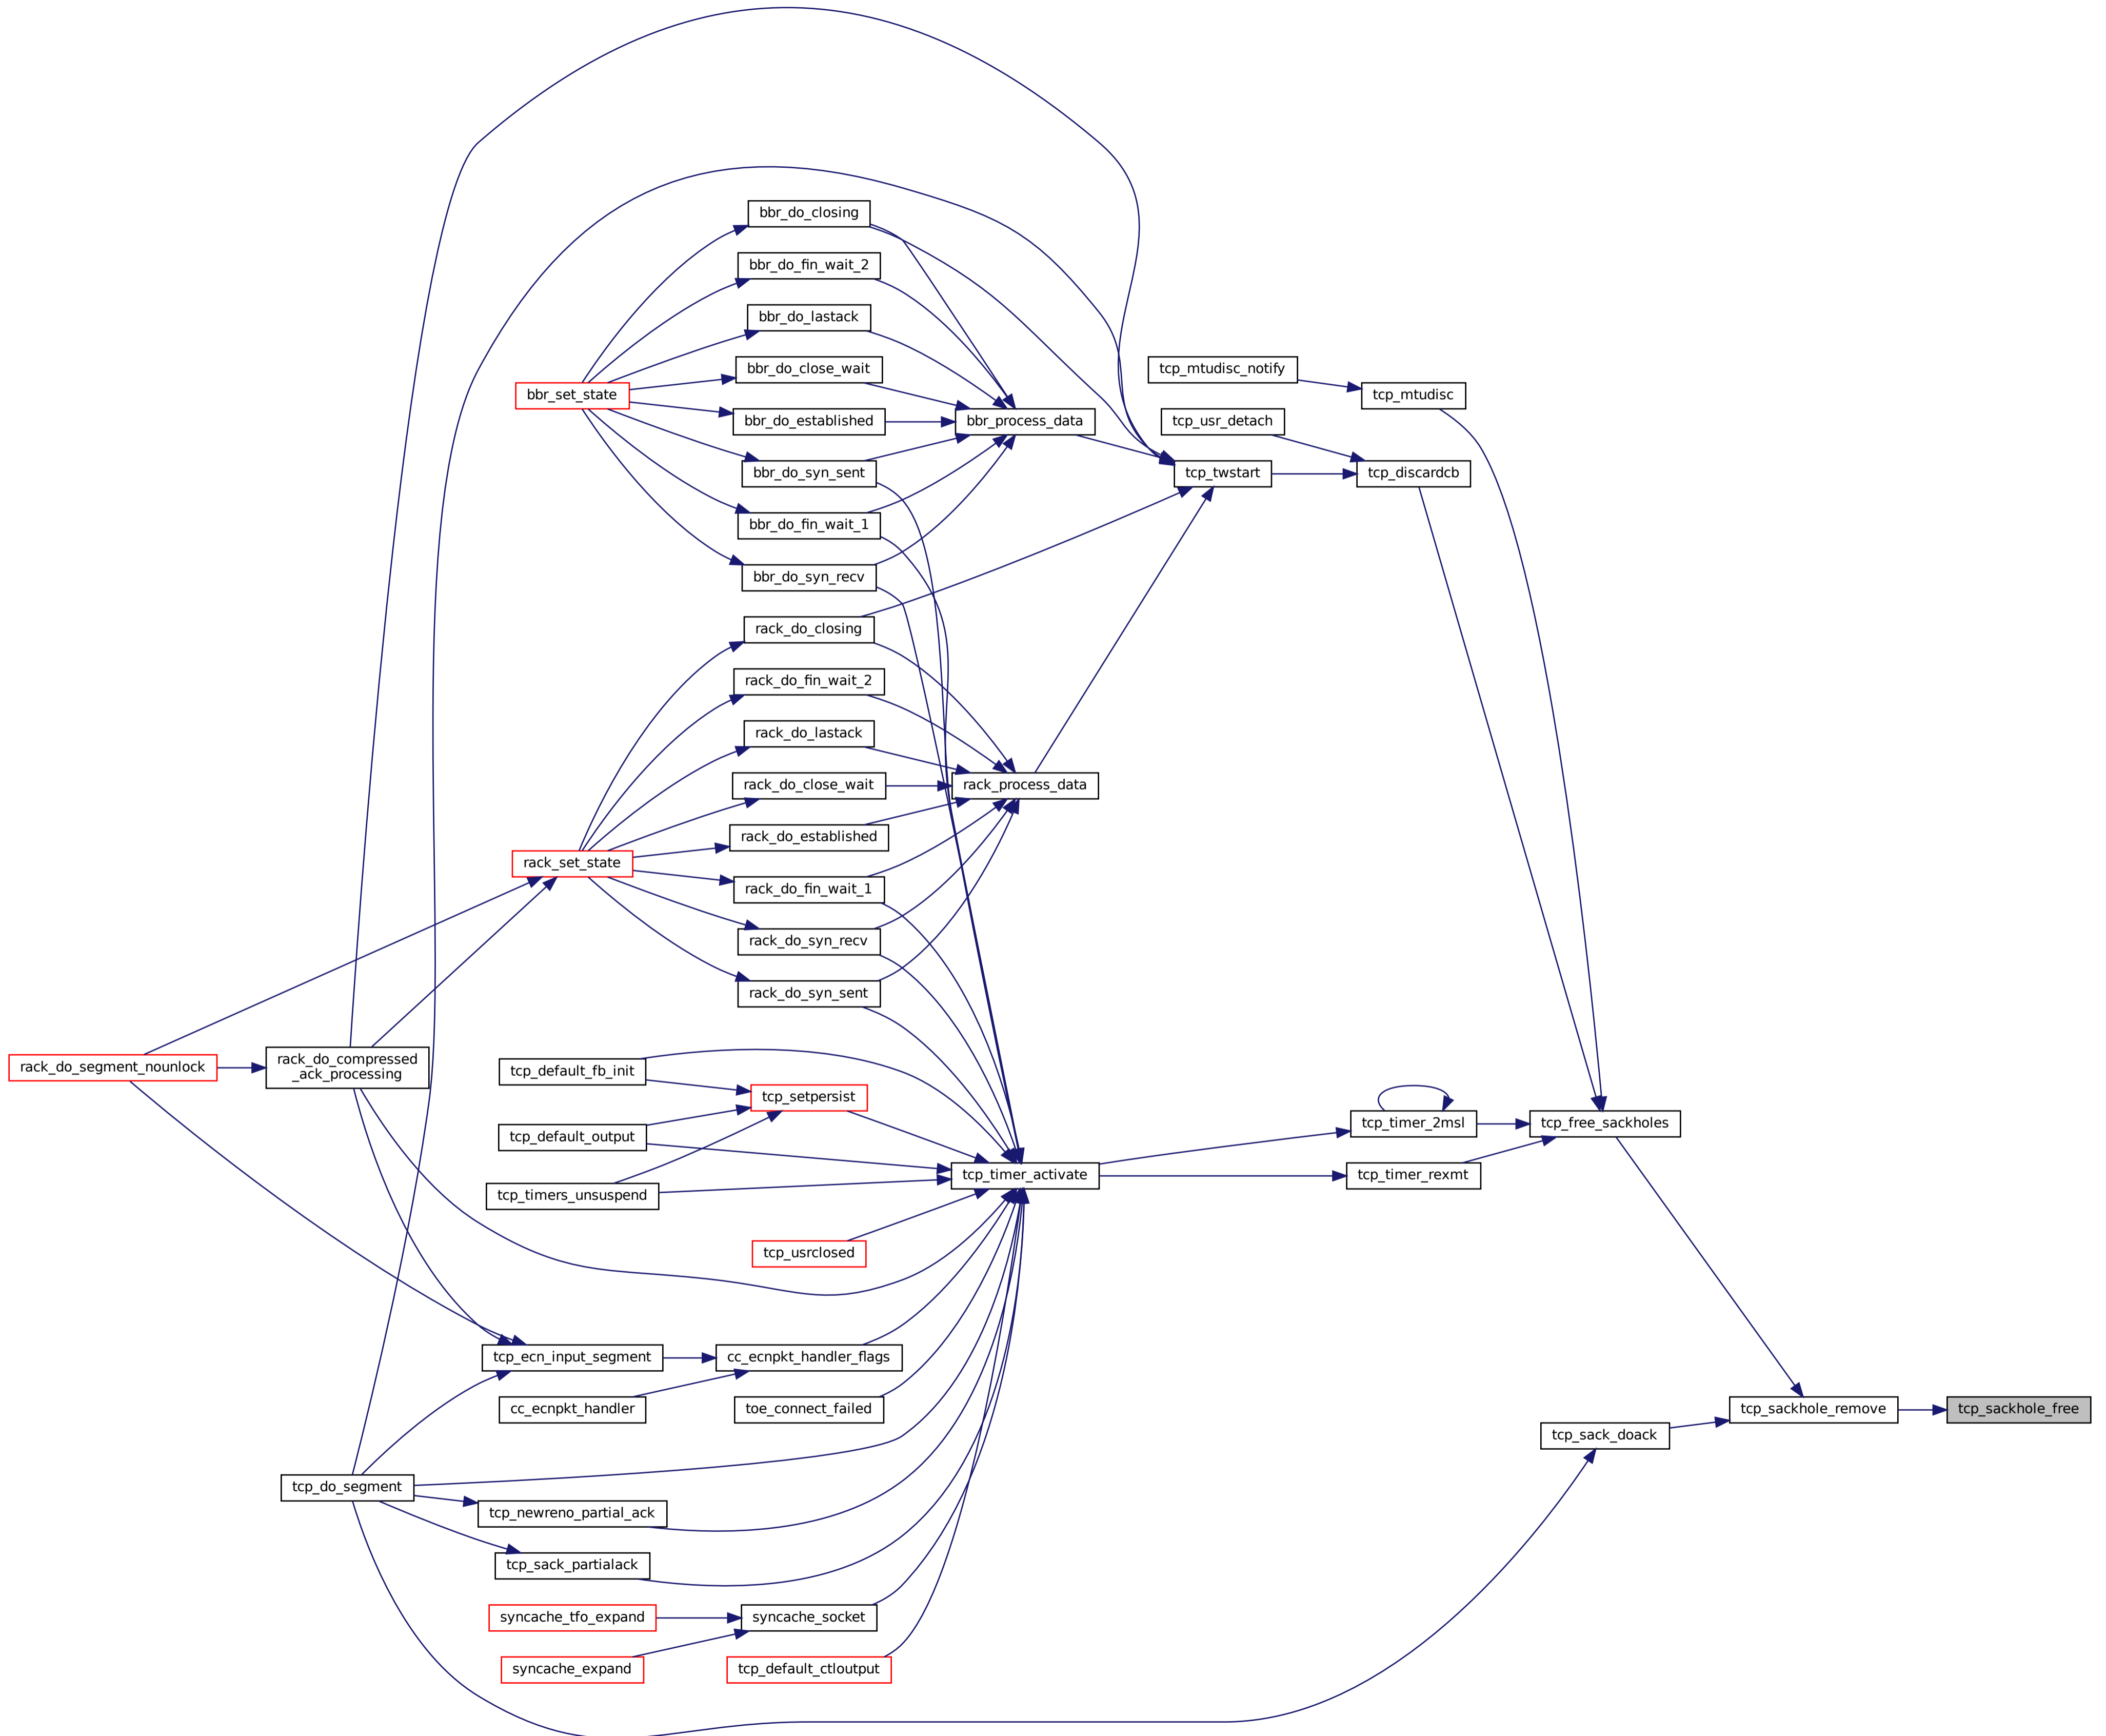 bbr_do_closing
bbr_do_fin_wait_2
bbr_do_lastack
bbr_do_close_wait
tcp_mtudisc_notify
bbr_set_state
tcp_mtudisc
bbr_do_established
bbr_process_data
tcp_usr_detach
bbr_do_syn_sent
tcp_twstart
tcp_discardcb
bbr_do_fin_wait_1
bbr_do_syn_recv
rack_do_closing
rack_do_fin_wait_2
rack_do_lastack
rack_do_close_wait
rack_process_data
rack_do_established
rack_set_state
rack_do_fin_wait_1
rack_do_syn_recv
rack_do_syn_sent
rack_do_segment_nounlock
rack_do_compressed
_ack_processing
tcp_default_fb_init
tcp_setpersist
tcp_default_output
tcp_timer_2msl
tcp_free_sackholes
tcp_timers_unsuspend
tcp_timer_activate
tcp_timer_rexmt
tcp_usrclosed
tcp_ecn_input_segment
cc_ecnpkt_handler_flags
cc_ecnpkt_handler
toe_connect_failed
tcp_sackhole_remove
tcp_sackhole_free
tcp_sack_doack
tcp_do_segment
tcp_newreno_partial_ack
tcp_sack_partialack
syncache_tfo_expand
syncache_socket
syncache_expand
tcp_default_ctloutput